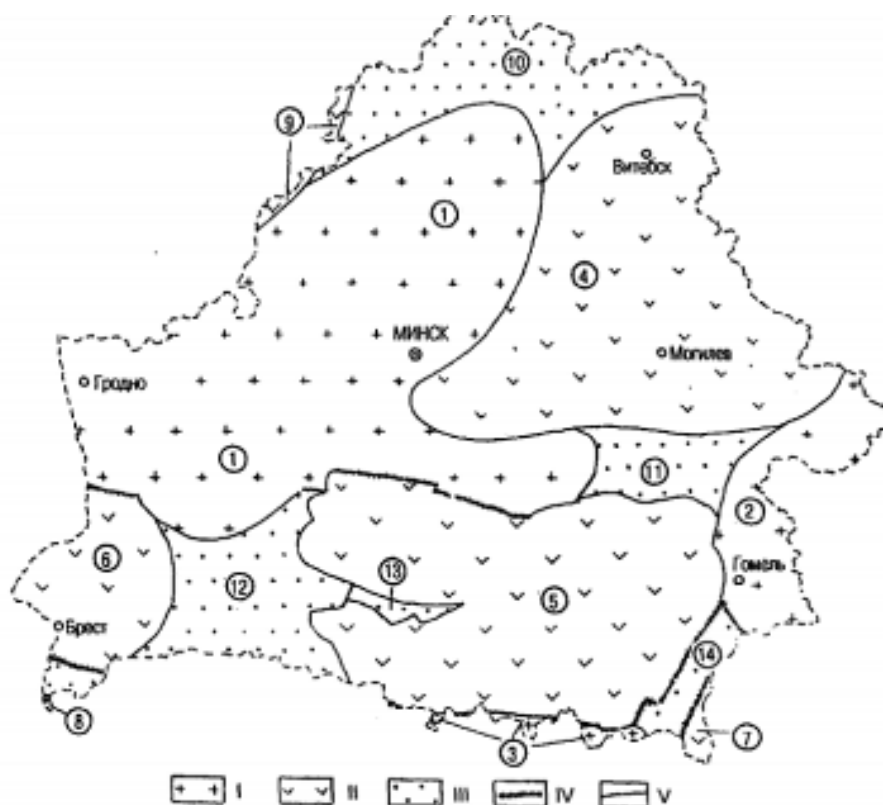 10
9
Витебск
1
4
МИНСК
Могилев
Гродно
1
11
2
6
13
Гомель
12
5
Брест
14
8
3
7
I II III IV V